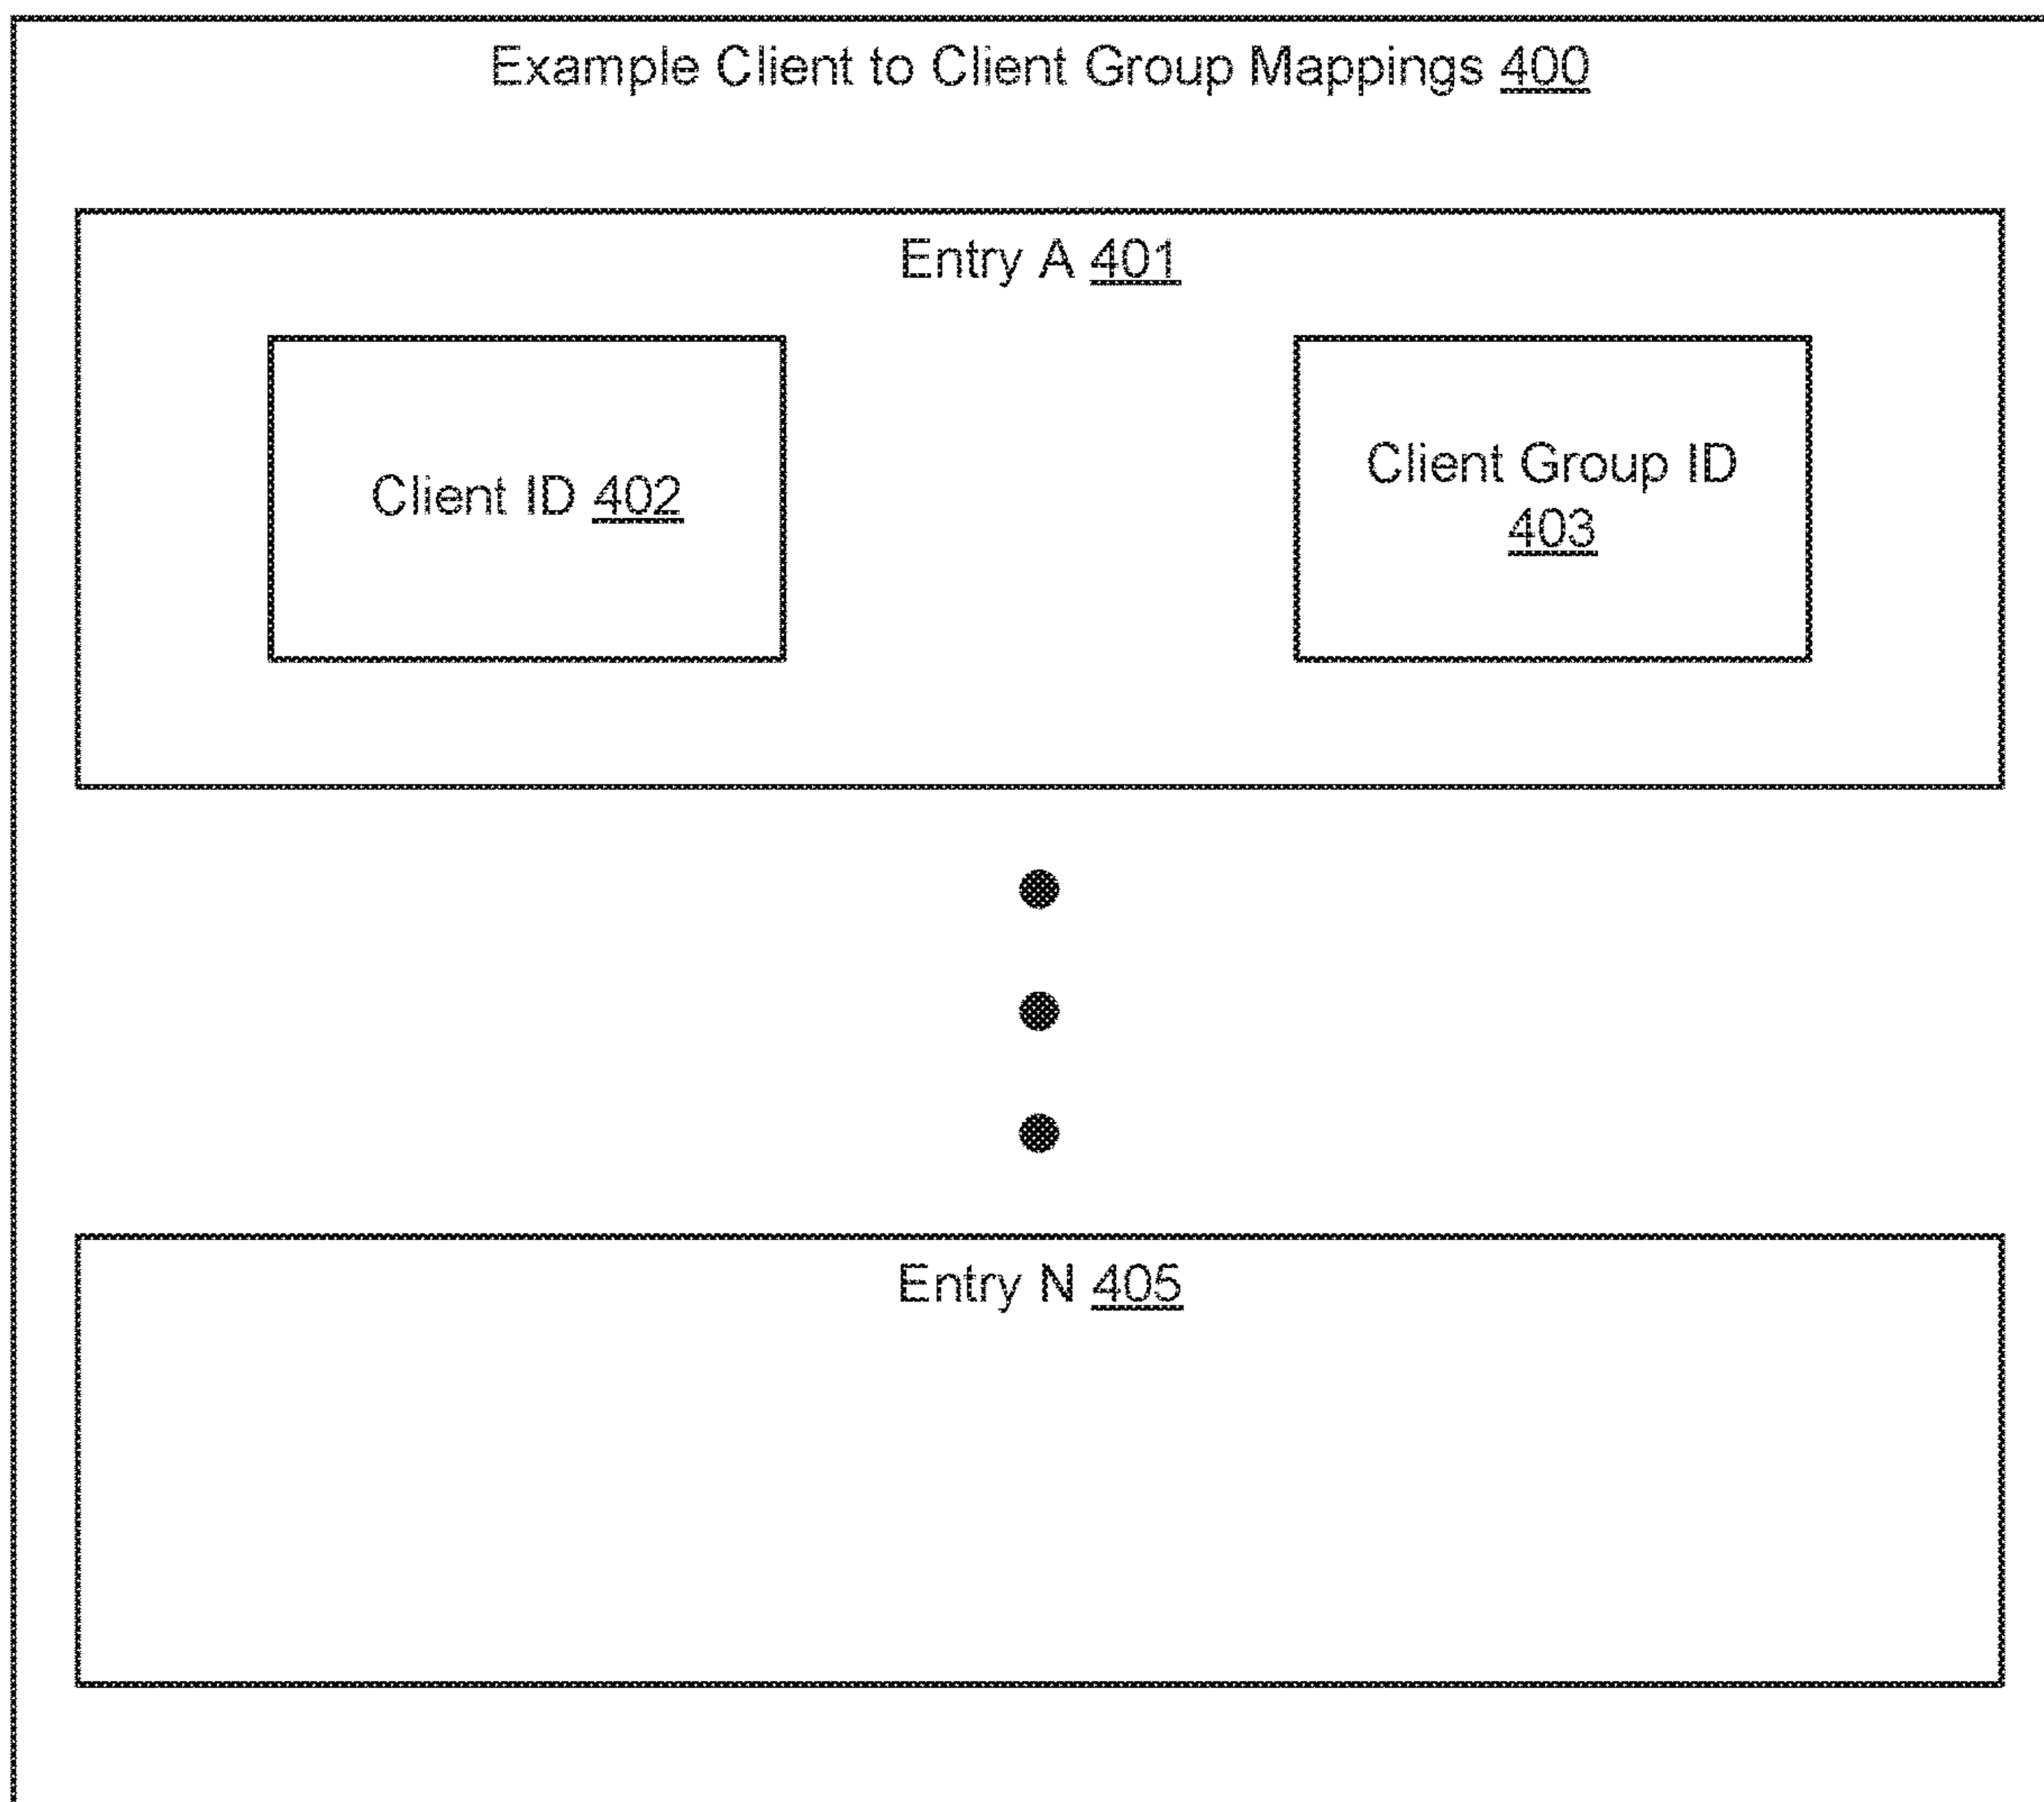 Example Client to Client Group Mappings 400
Entry A 401
Client ID 402
Client Group ID
403
Entry N 405